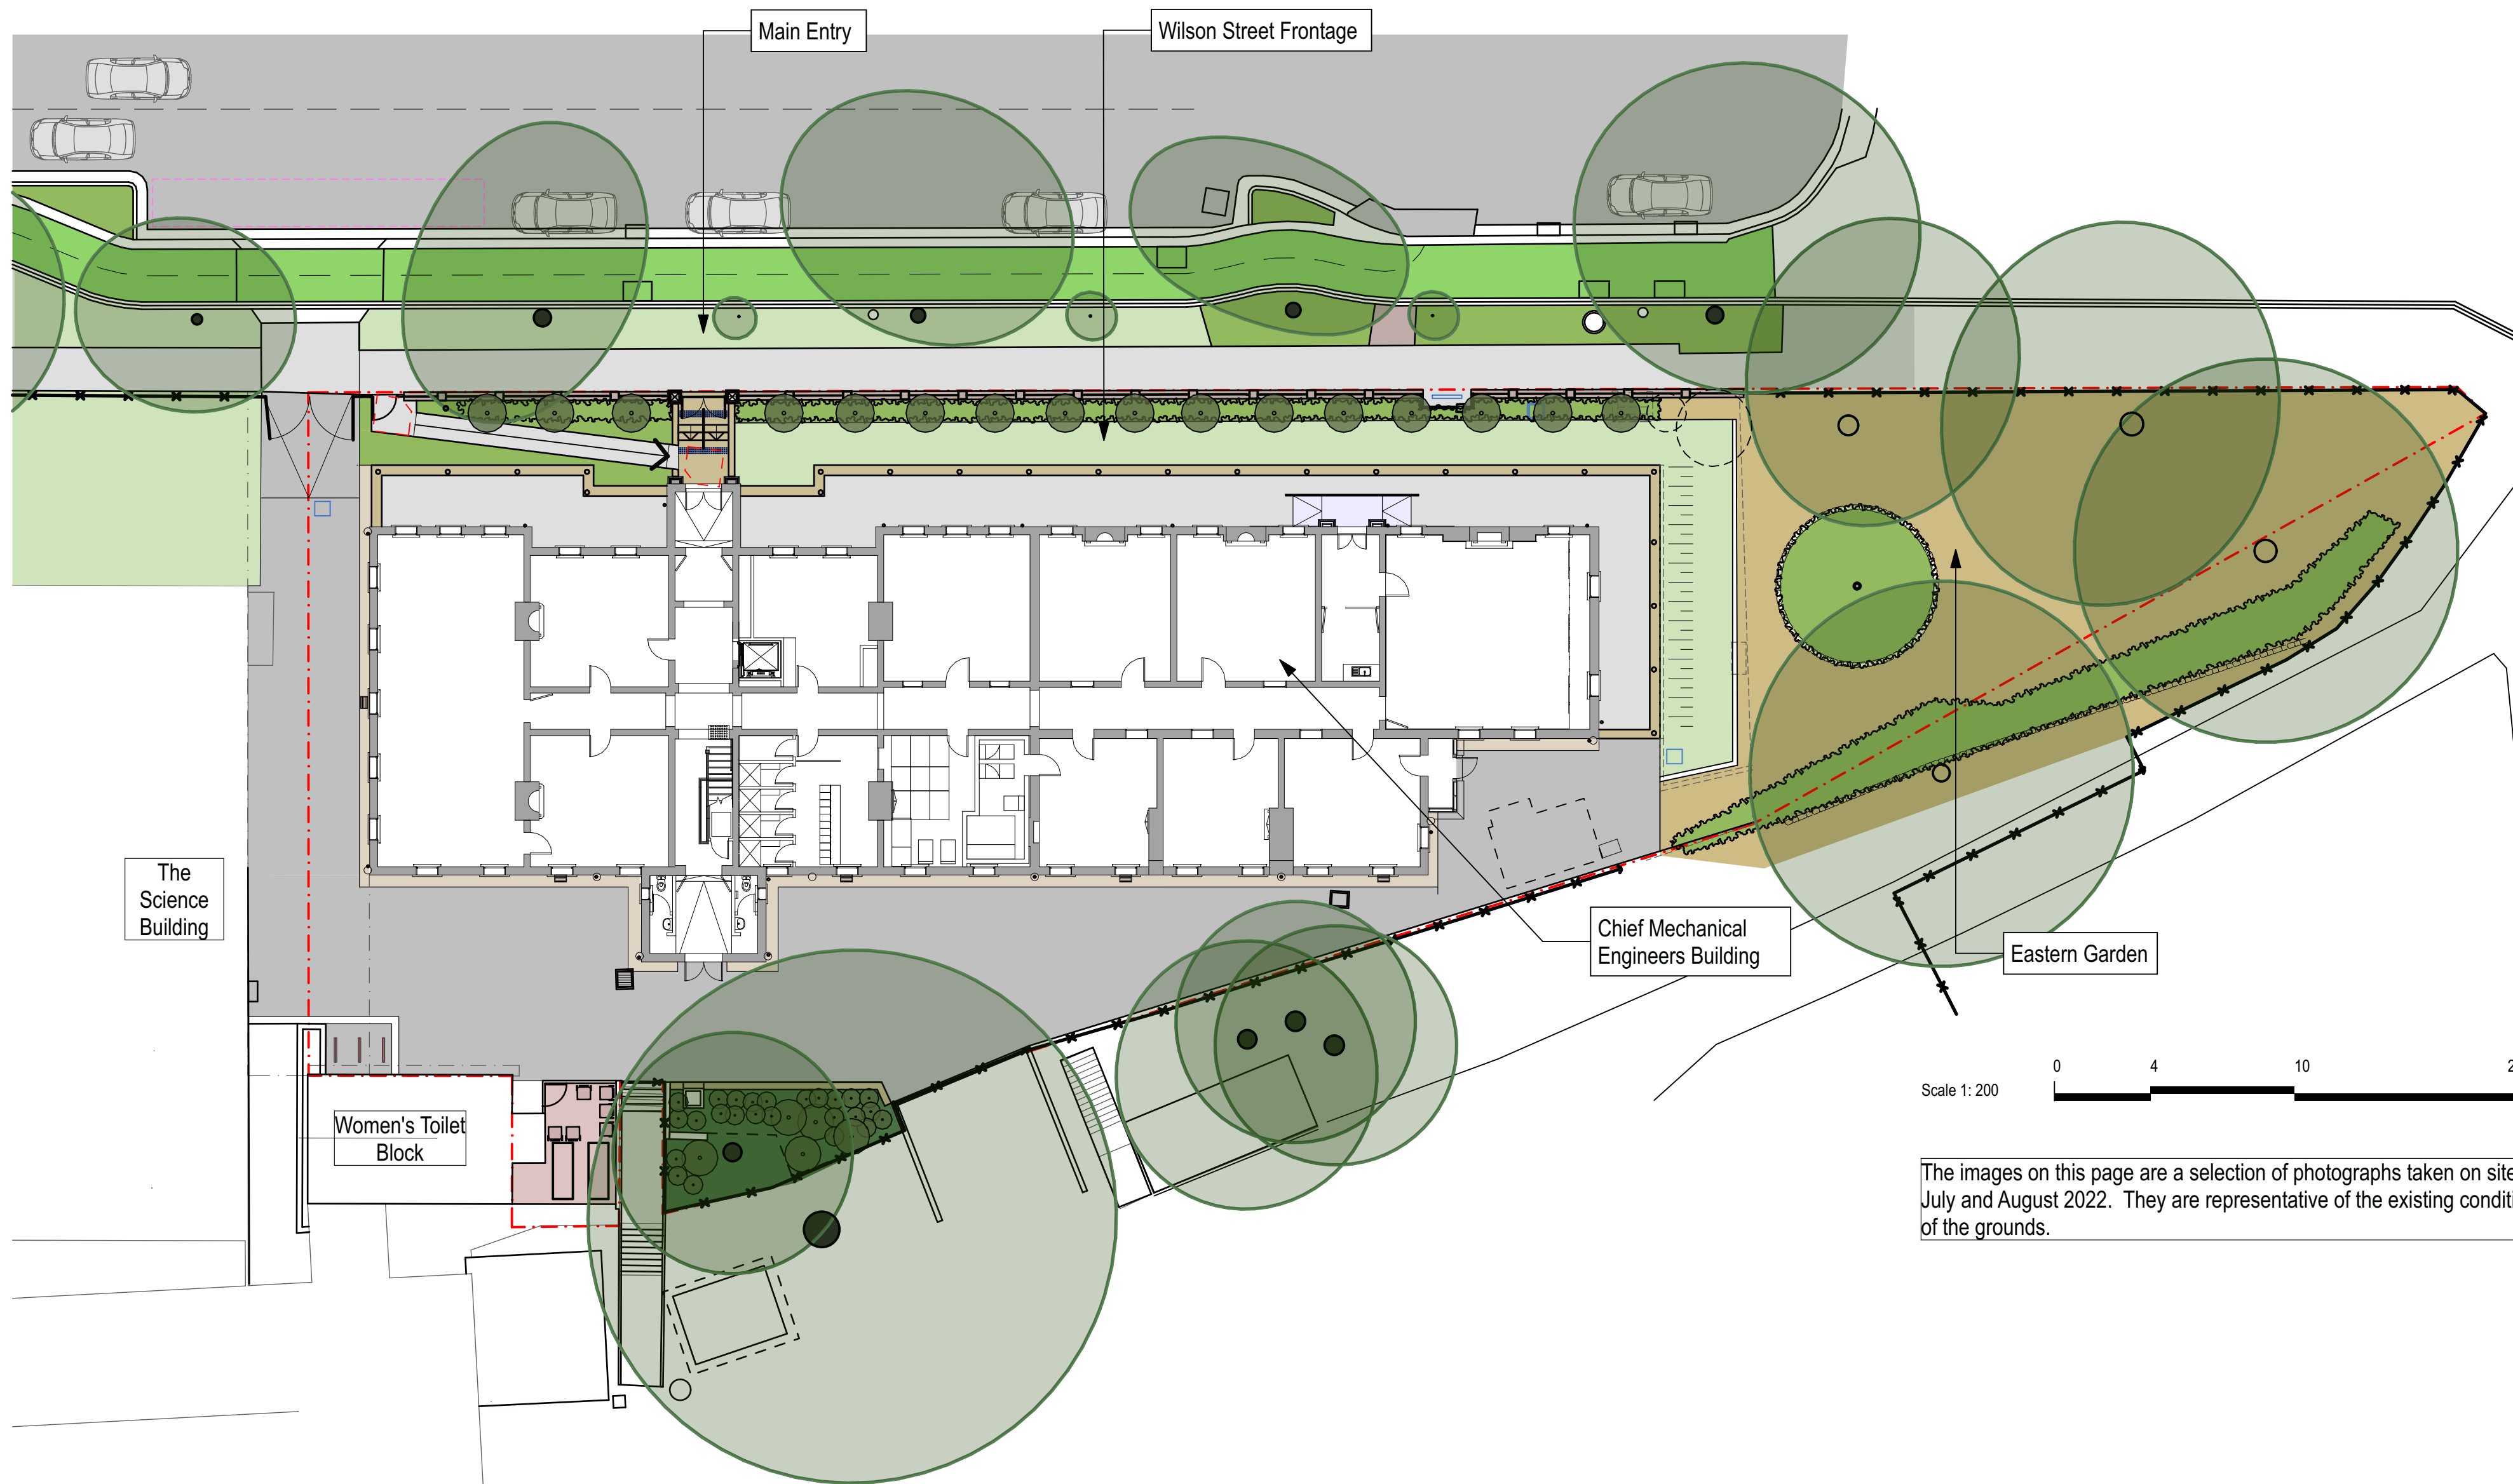 Main Entry
Wilson Street Frontage
The
Science
Building
Chief Mechanical
Engineers Building
Eastern Garden
Women's Toilet
Block
0 4 10 2
Scale 1: 200
The images on this page are a selection of photographs taken on site
July and August 2022. They are representative of the existing conditi
of the grounds.